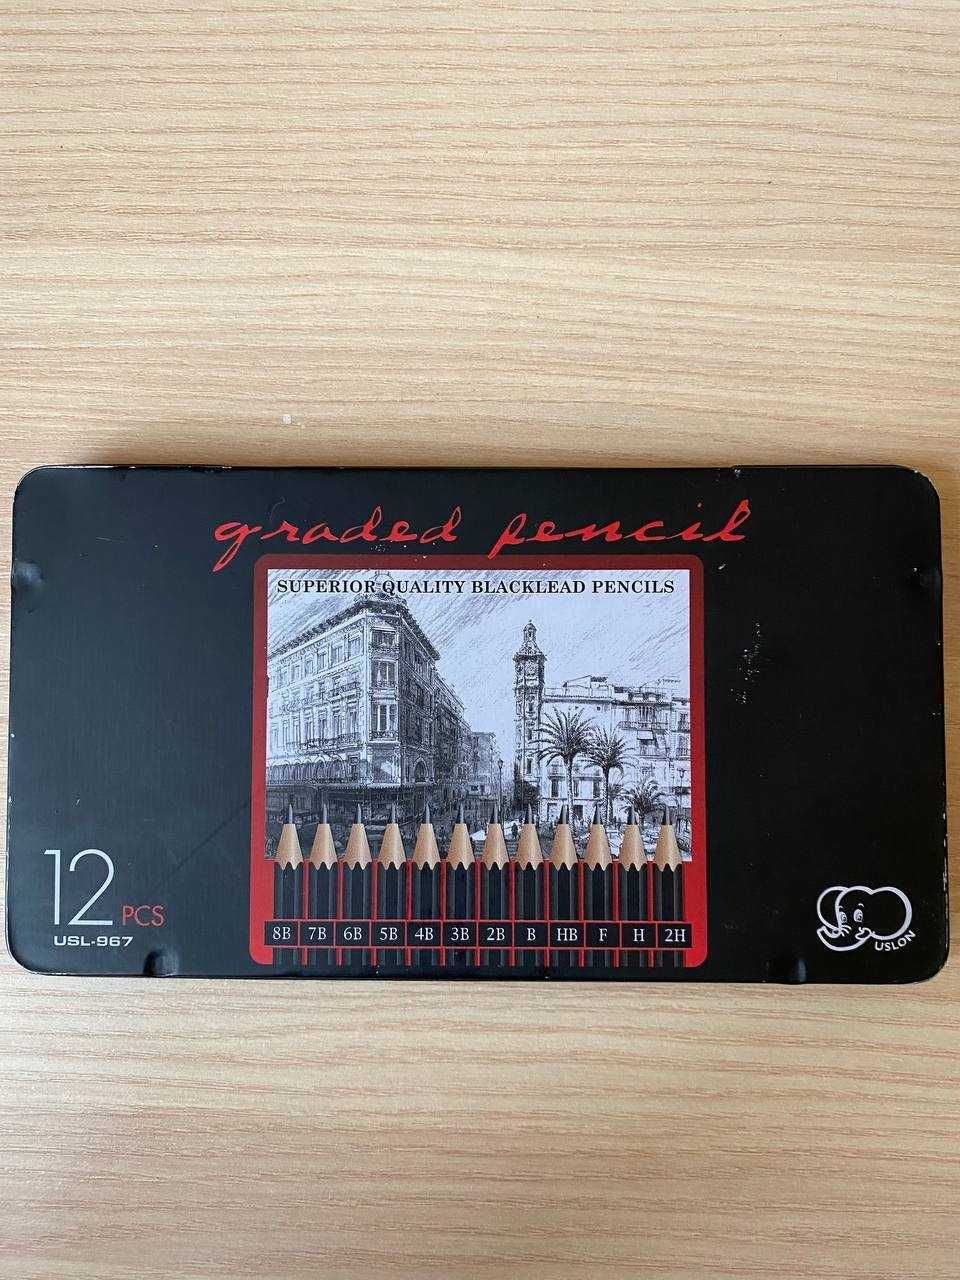 graded pencil
SUPERIOR QUALITY BLACKLEAD PENCILS
8B 7B 6B 5B 4B 3B 2B B HB F H 2H
12 PCS
USL-967
USLON